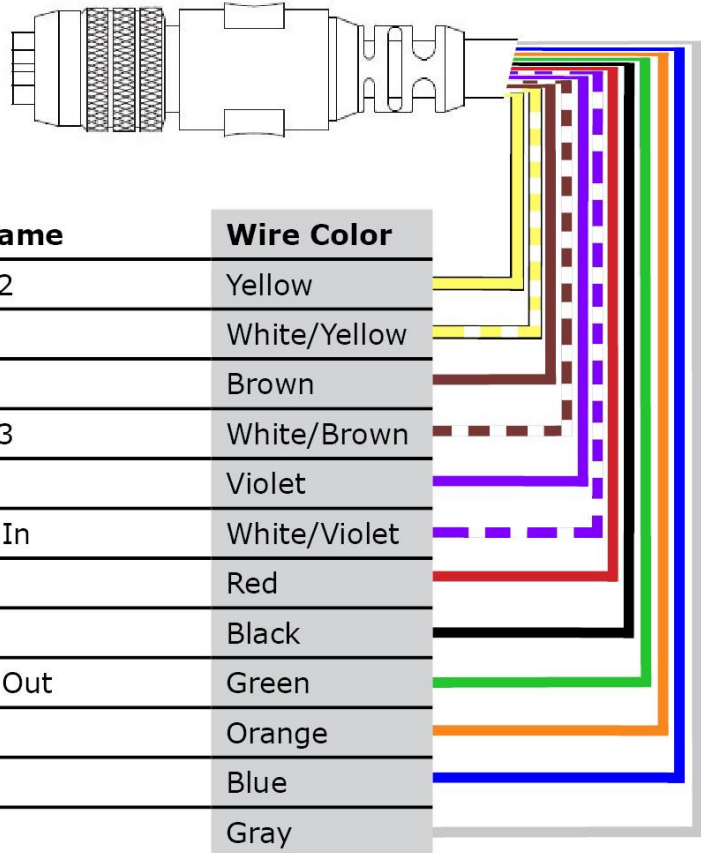 ame Wire Color
2 Yellow
White/Yellow
Brown
3 White/Brown
Violet
In White/Violet
Red
Black
Out Green
Orange
Blue
Gray